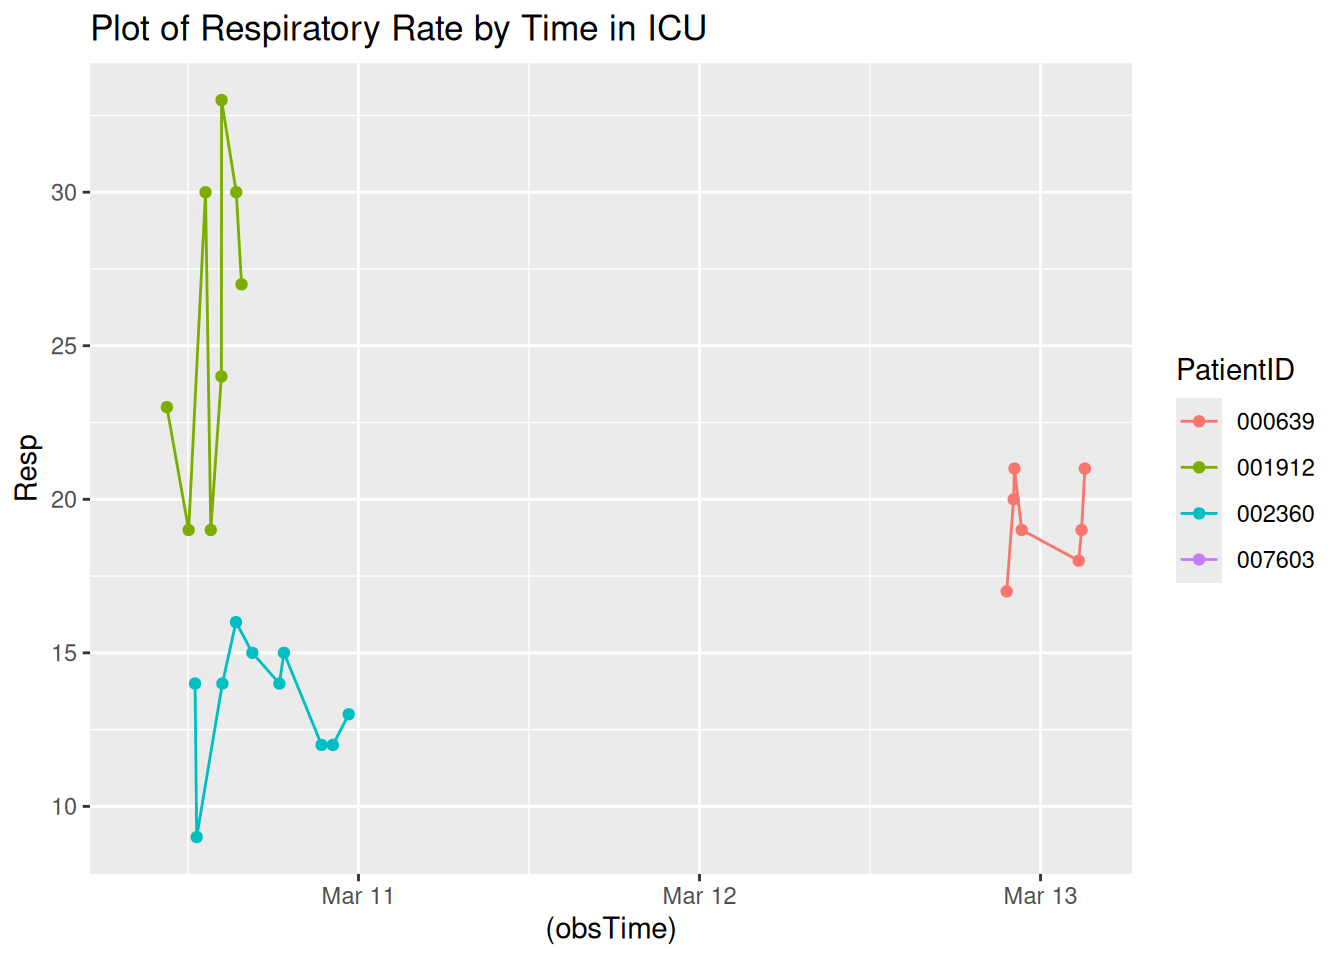 Plot of Respiratory Rate by Time in ICU
Resp
30
25
20
15
10
Mar 11
Mar 12
Mar 13
(obsTime)
PatientID
000639
001912
002360
007603